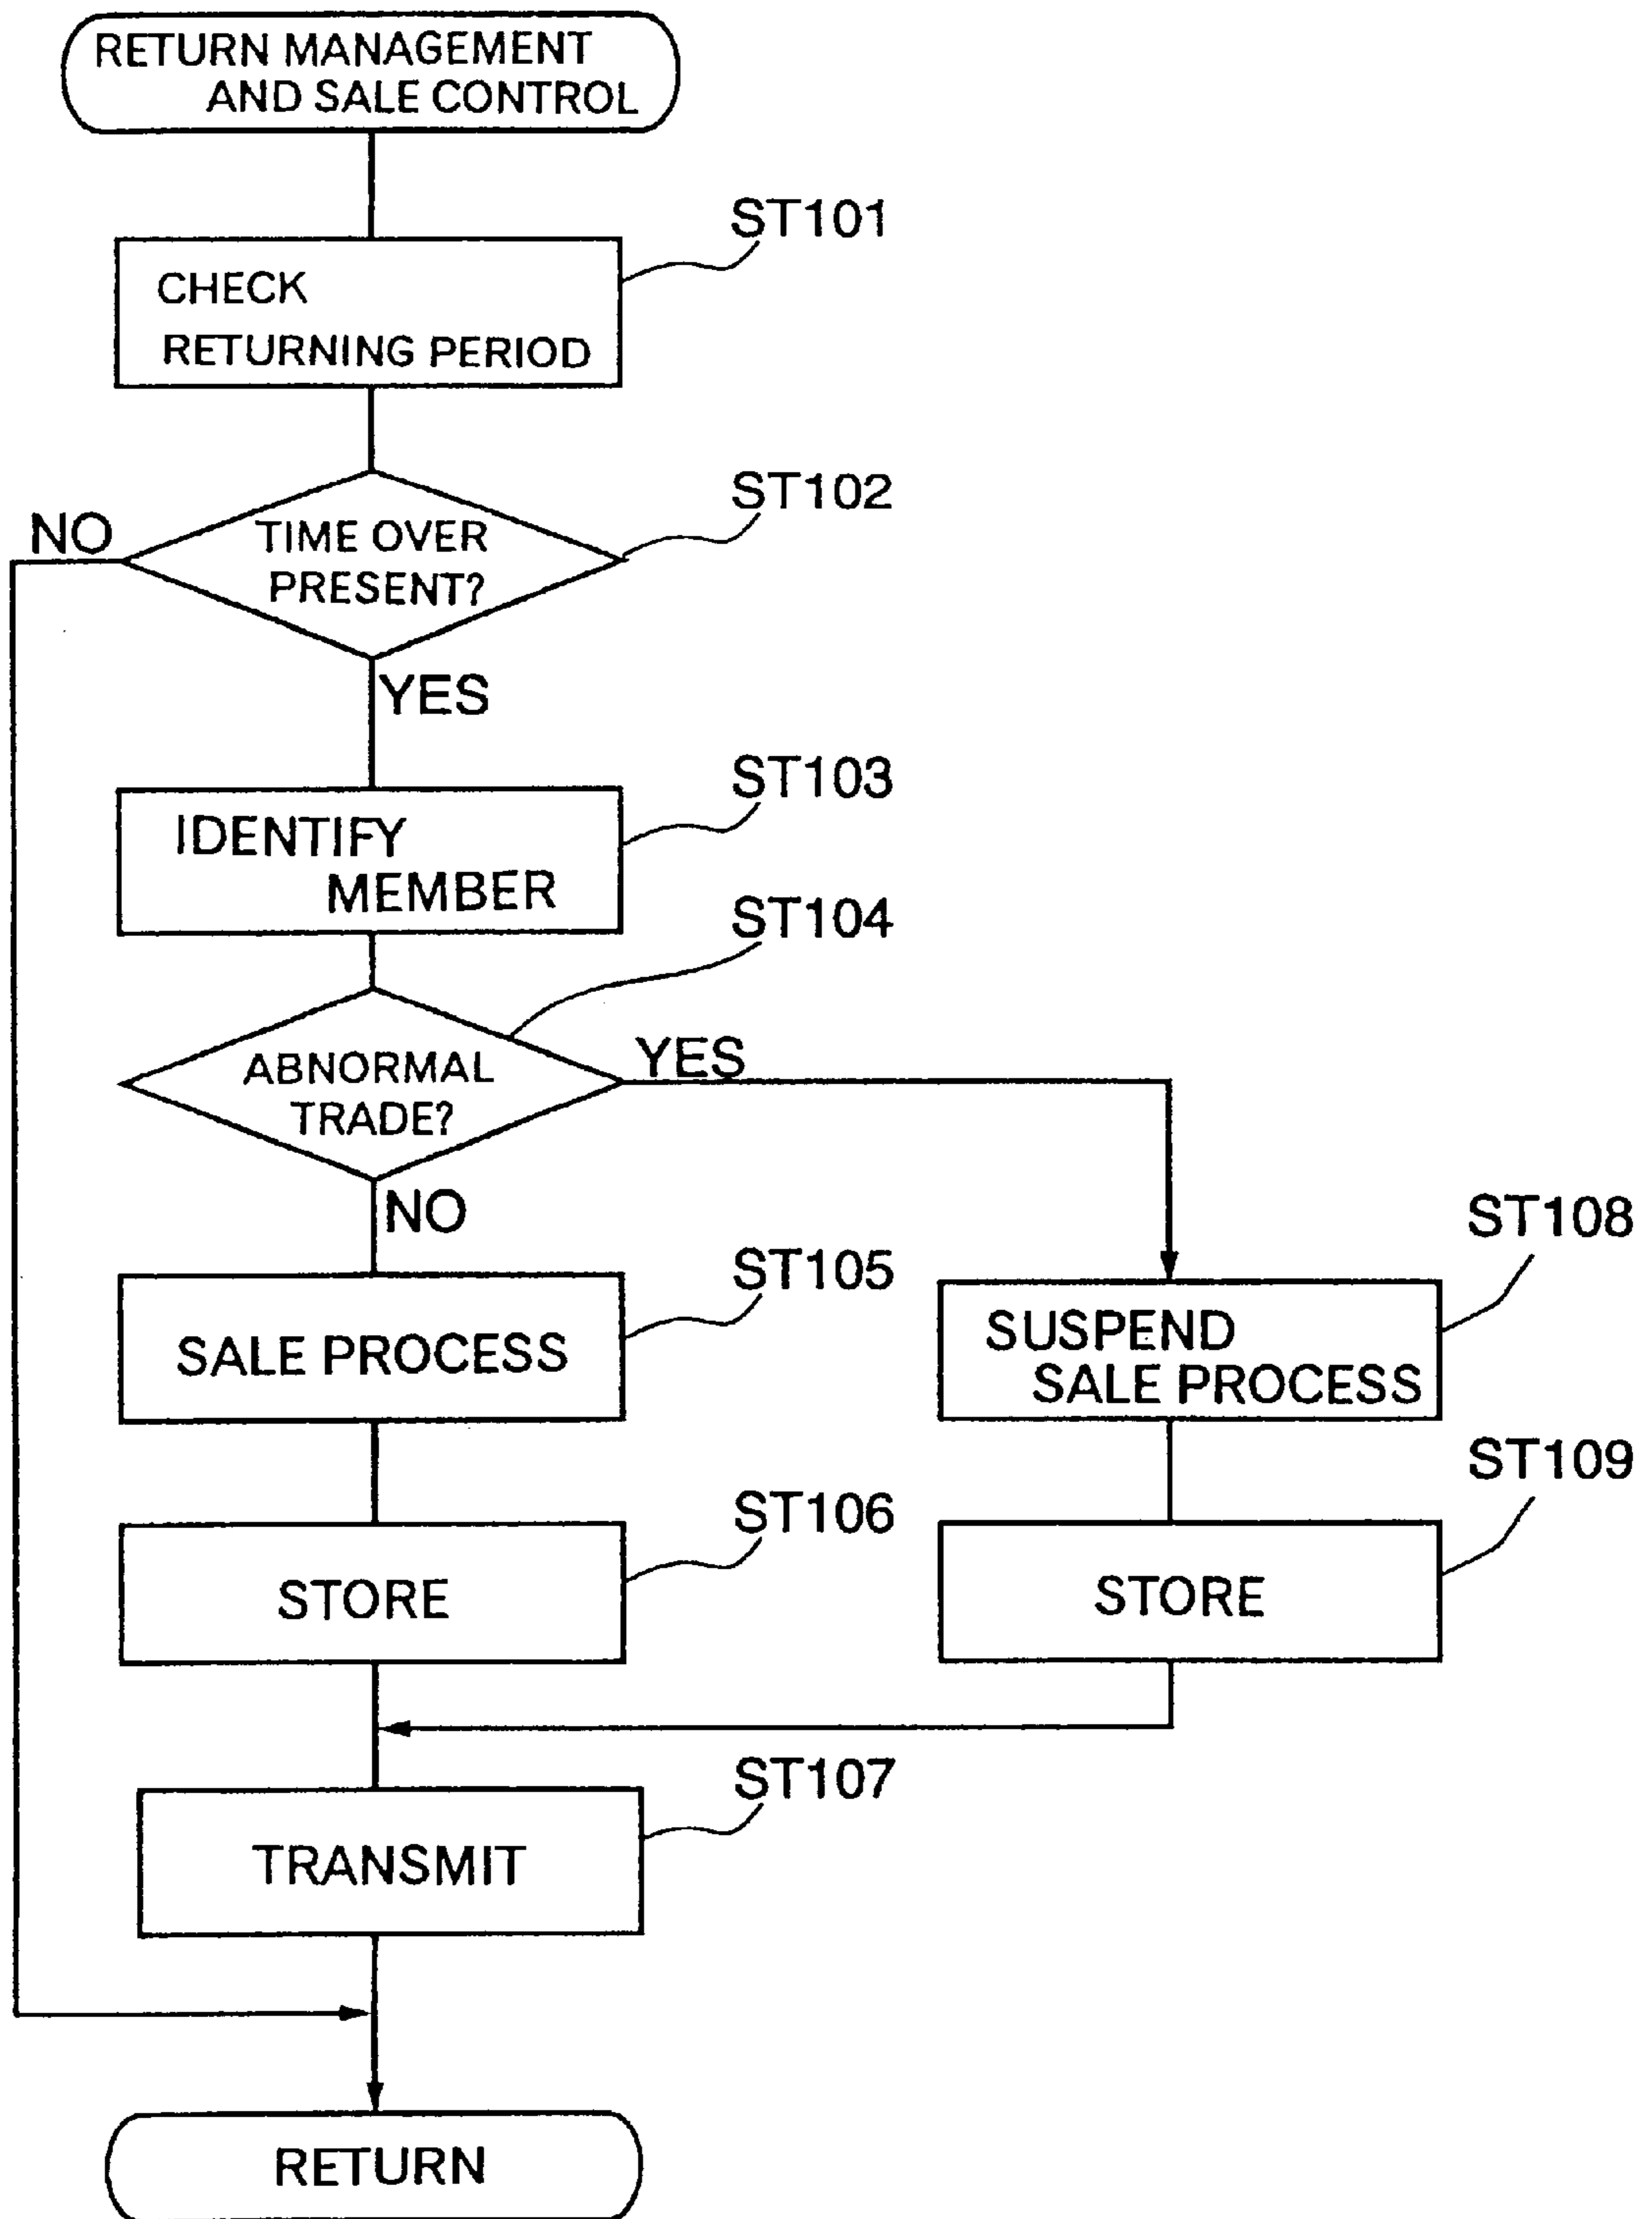 RETURN MANAGEMENT
AND SALE CONTROL
ST101
CHECK
RETURNING PERIOD
ST102
NO
TIME OVER
PRESENT?
YES
ST103
IDENTIFY
MEMBER
ST104
ABNORMAL
TRADE?
YES
NO
ST105
SALE PROCESS
ST108
SUSPEND
SALE PROCESS
ST106
STORE
ST109
STORE
ST107
TRANSMIT
RETURN